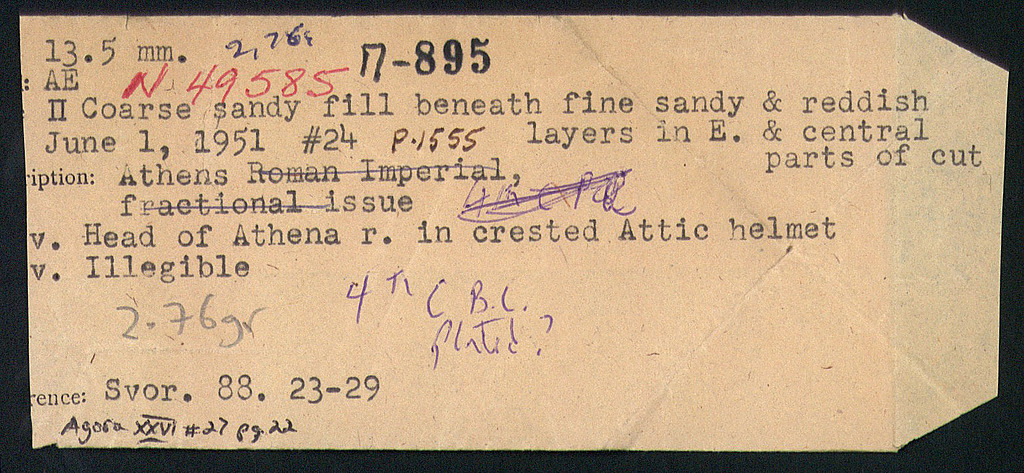 13.5 mm. 2,76g Π-895
: AE N 49585
Π Coarse sandy fill beneath fine sandy & reddish
June 1, 1951 #24 P.1555 layers in E. & central
parts of cut
ription: Athens Roman Imperial,
fractional issue
v. Head of Athena r. in crested Attic helmet
v. Illegible
2.76gr
4th C B.C.
plated?
rence: Svor. 88. 23-29
Agora XXVI #27 pg. 22